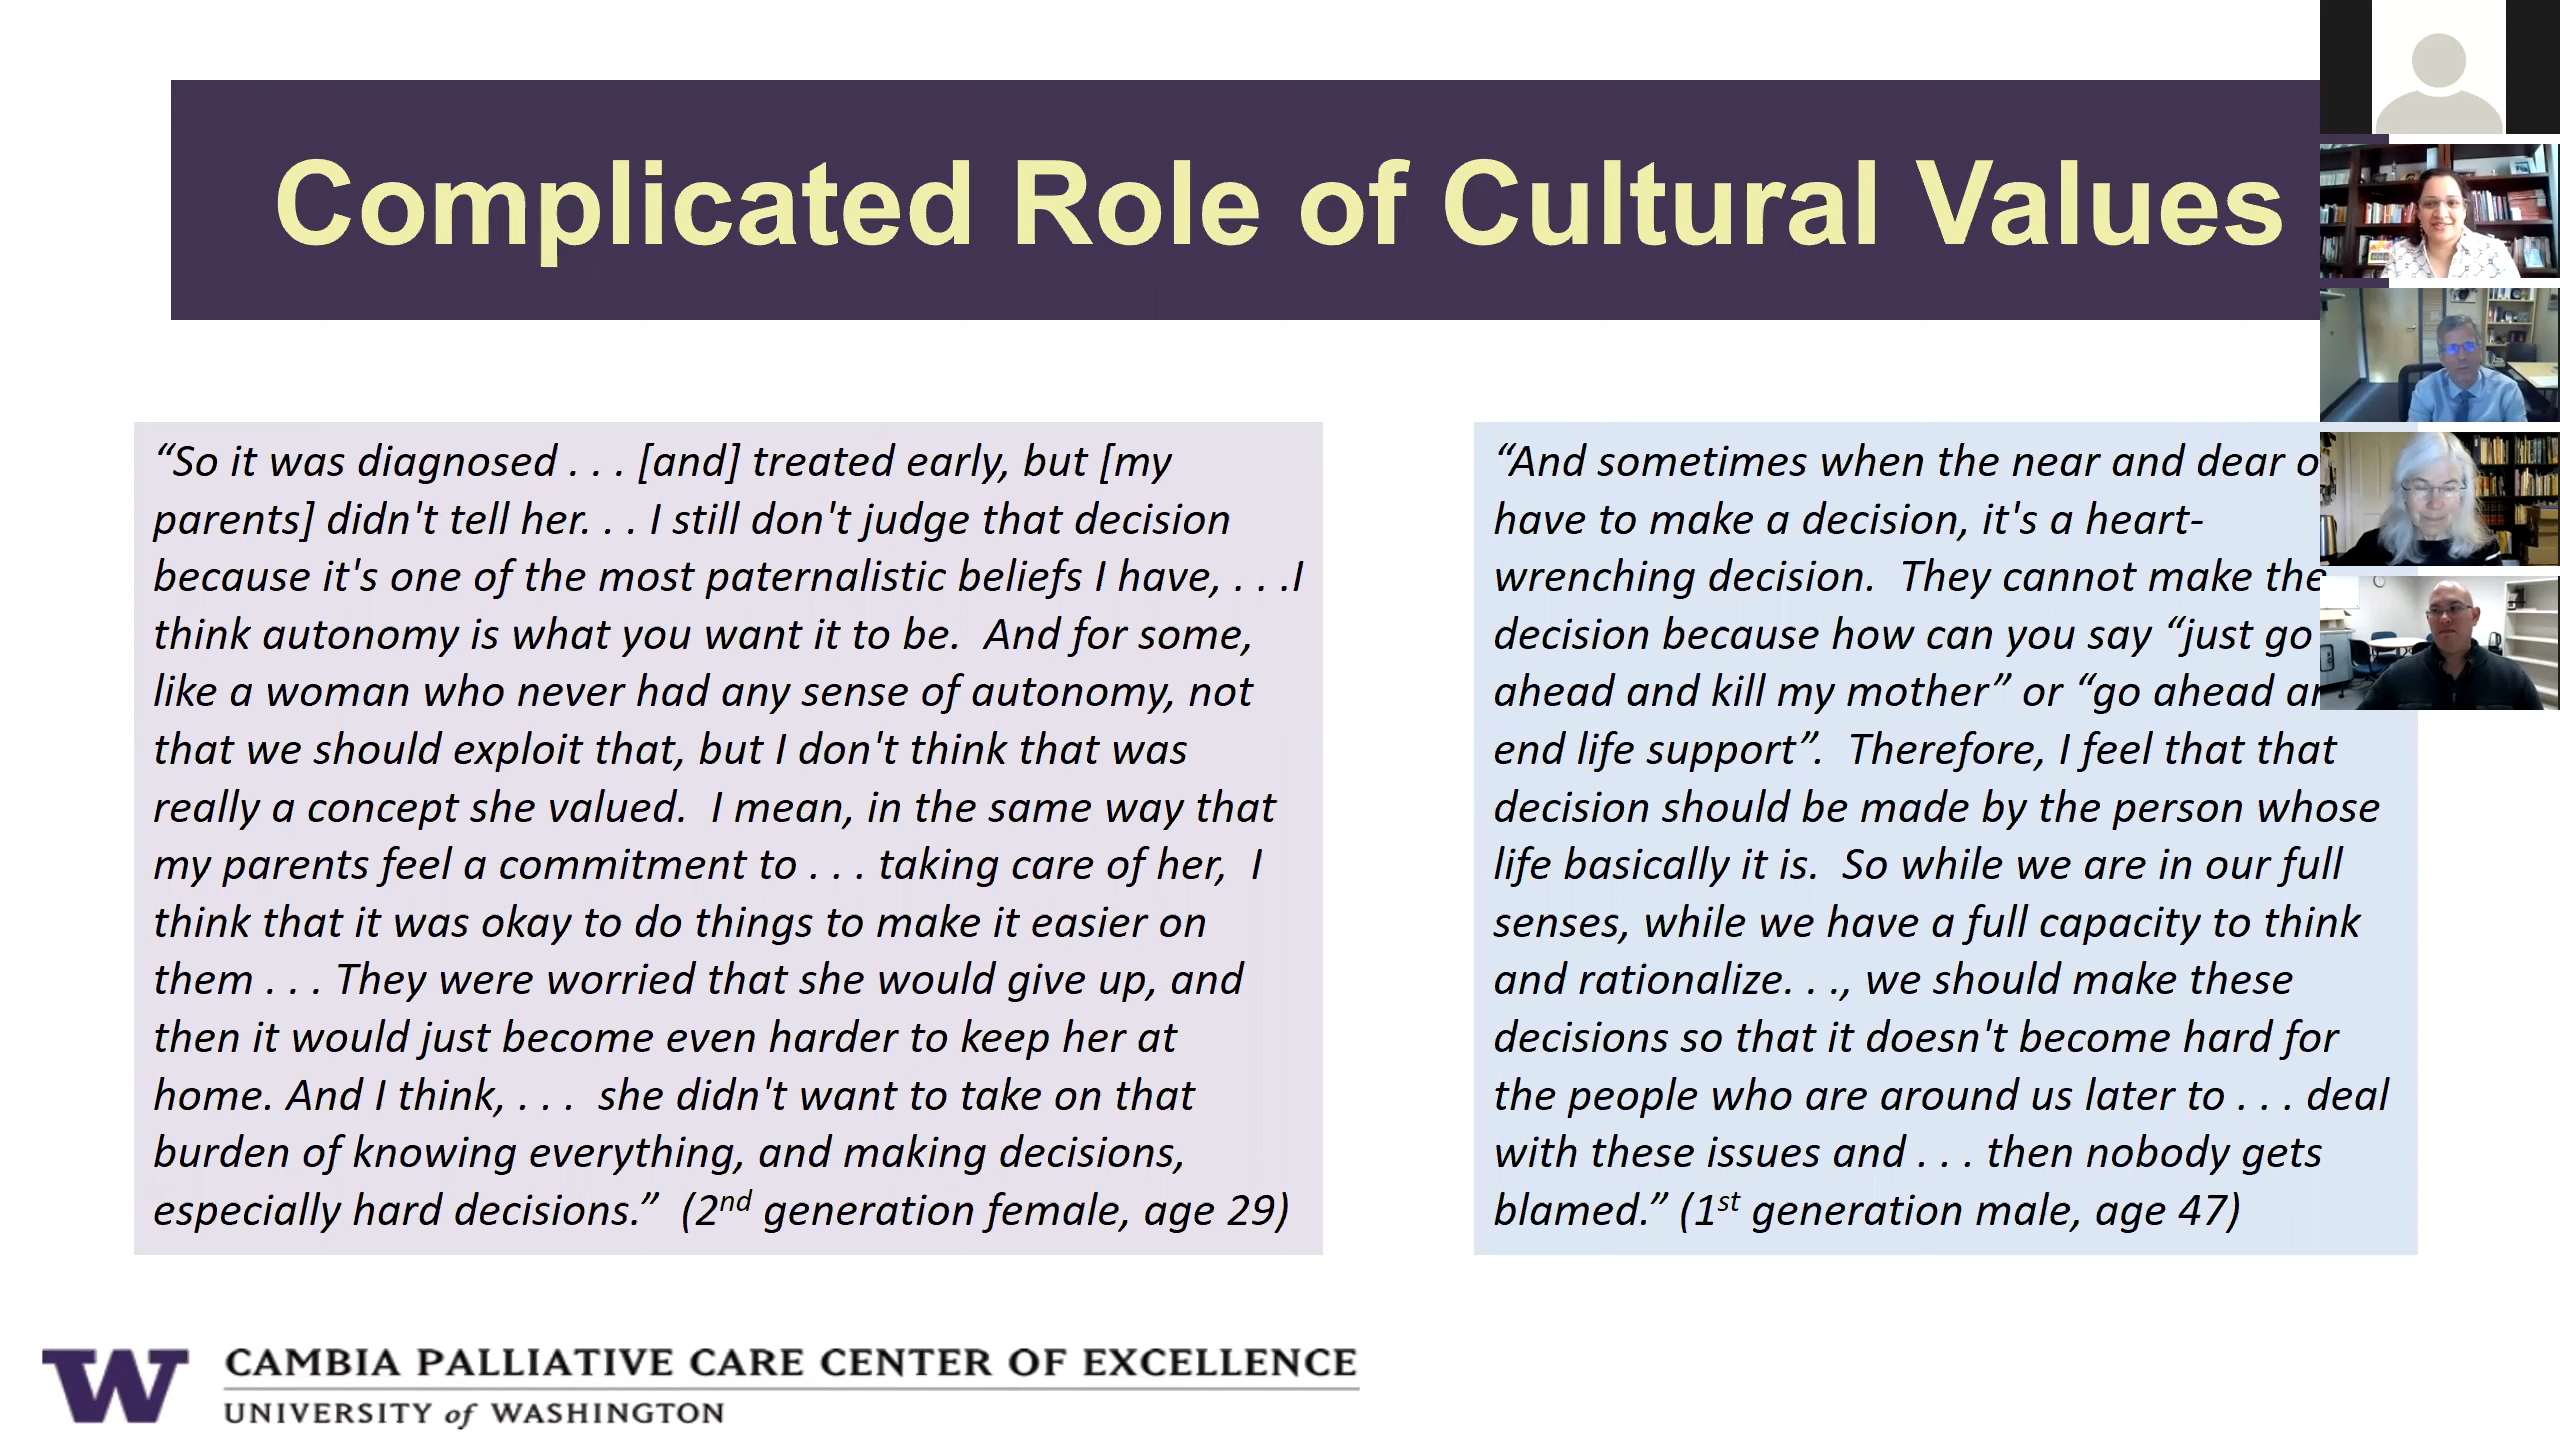 Complicated Role of Cultural Values
“So it was diagnosed . . . [and] treated early, but [my
parents] didn't tell her. . . I still don't judge that decision
because it's one of the most paternalistic beliefs I have, . . .I
think autonomy is what you want it to be.  And for some,
like a woman who never had any sense of autonomy, not
that we should exploit that, but I don't think that was
really a concept she valued.  I mean, in the same way that
my parents feel a commitment to . . . taking care of her,  I
think that it was okay to do things to make it easier on
them . . . They were worried that she would give up, and
then it would just become even harder to keep her at
home. And I think, . . .  she didn't want to take on that
burden of knowing everything, and making decisions,
especially hard decisions.”  (2nd generation female, age 29)
“And sometimes when the near and dear
have to make a decision, it's a heart-
wrenching decision.  They cannot make the
decision because how can you say “just go
ahead and kill my mother” or “go ahead
end life support”.  Therefore, I feel that that
decision should be made by the person whose
life basically it is.  So while we are in our full
senses, while we have a full capacity to think
and rationalize. . ., we should make these
decisions so that it doesn't become hard for
the people who are around us later to . . . deal
with these issues and . . . then nobody gets
blamed.” (1st generation male, age 47)
W
CAMBIA PALLIATIVE CARE CENTER OF EXCELLENCE
UNIVERSITY of WASHINGTON